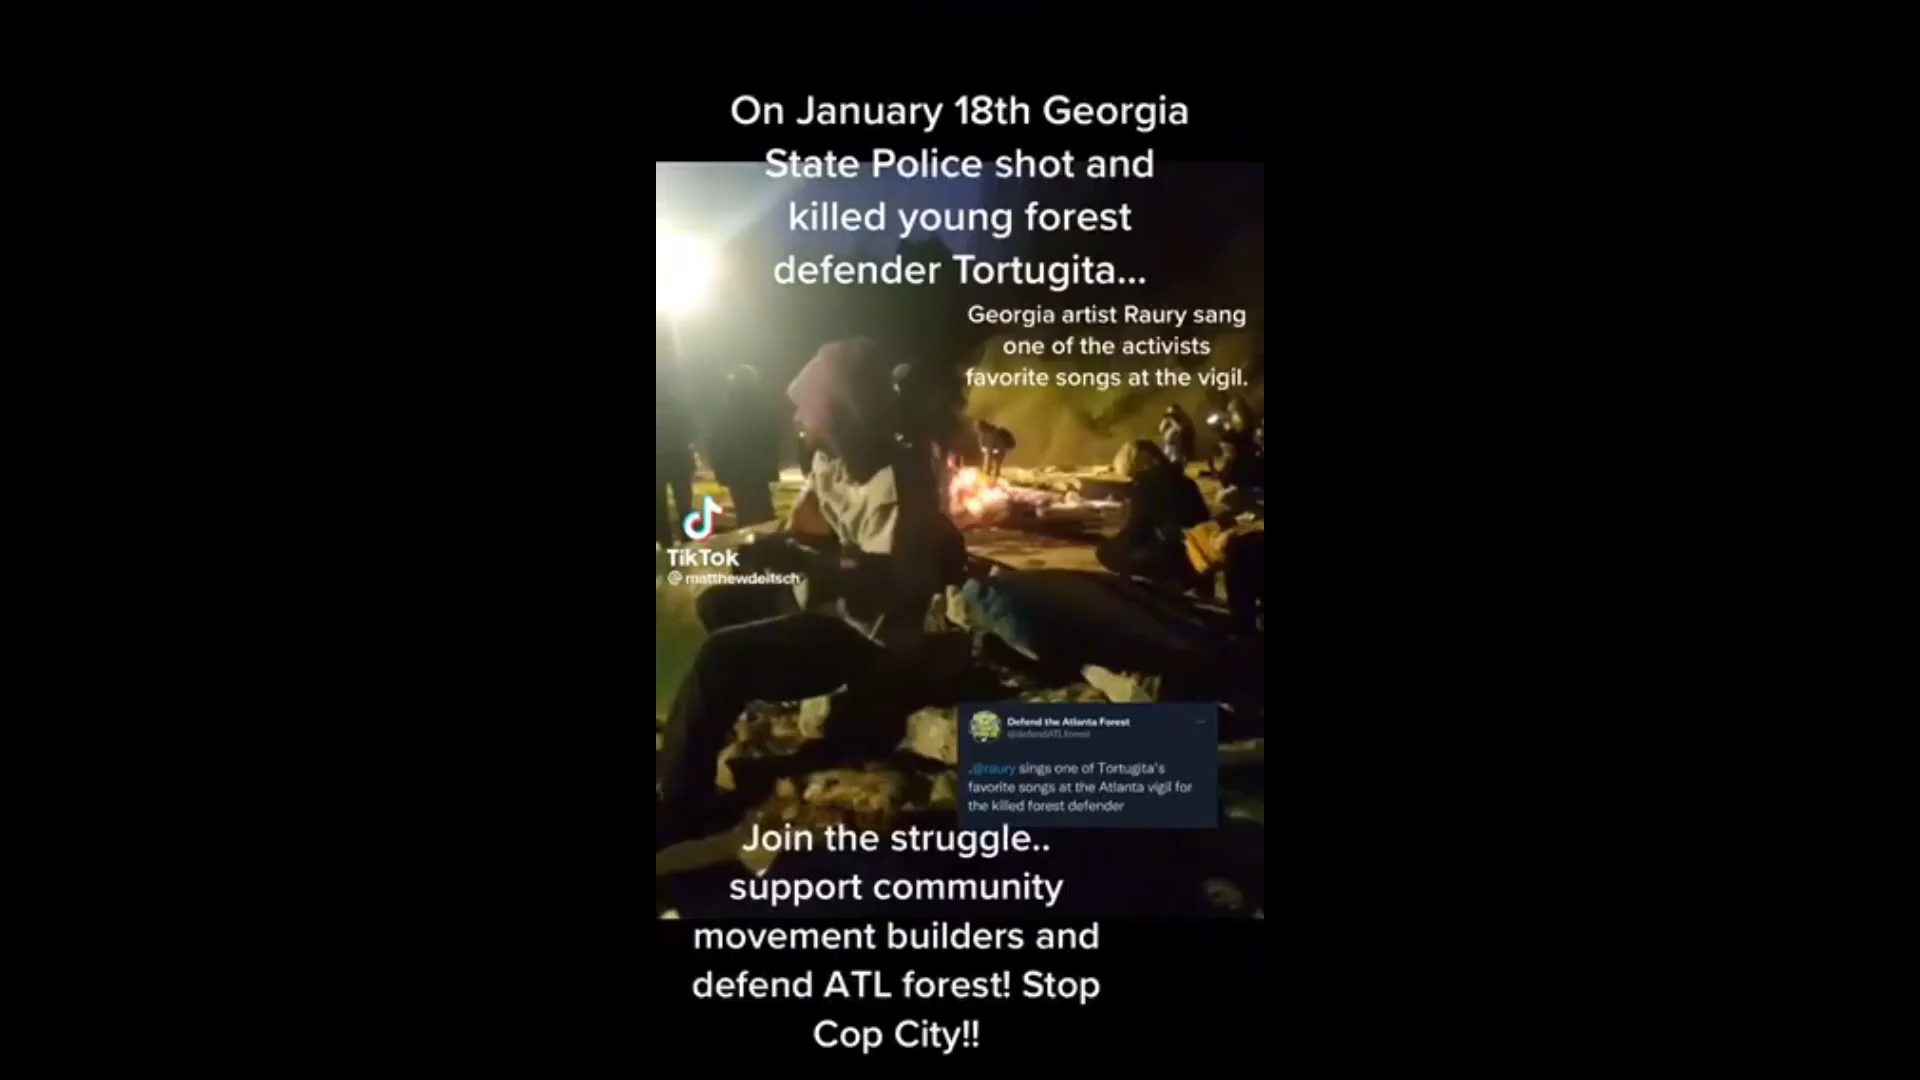 On January 18th Georgia
State Police shot and
killed young forest
defender Tortugita...
Georgia artist Raury sang
one of the activists
favorite songs at the vigil.
TikTok
@matthewdeitsch
Defend the Atlanta Forest
@defendATLforest
.@raury sings one of Tortugita's
favorite songs at the Atlanta vigil for
the killed forest defender
Join the struggle..
support community
movement builders and
defend ATL forest! Stop
Cop City!!